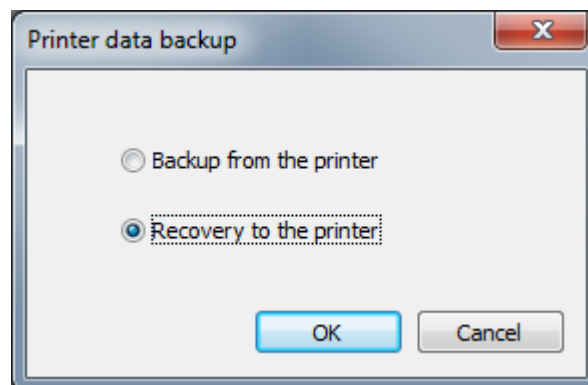 Printer data backup
Backup from the printer
Recovery to the printer
OK
Cancel